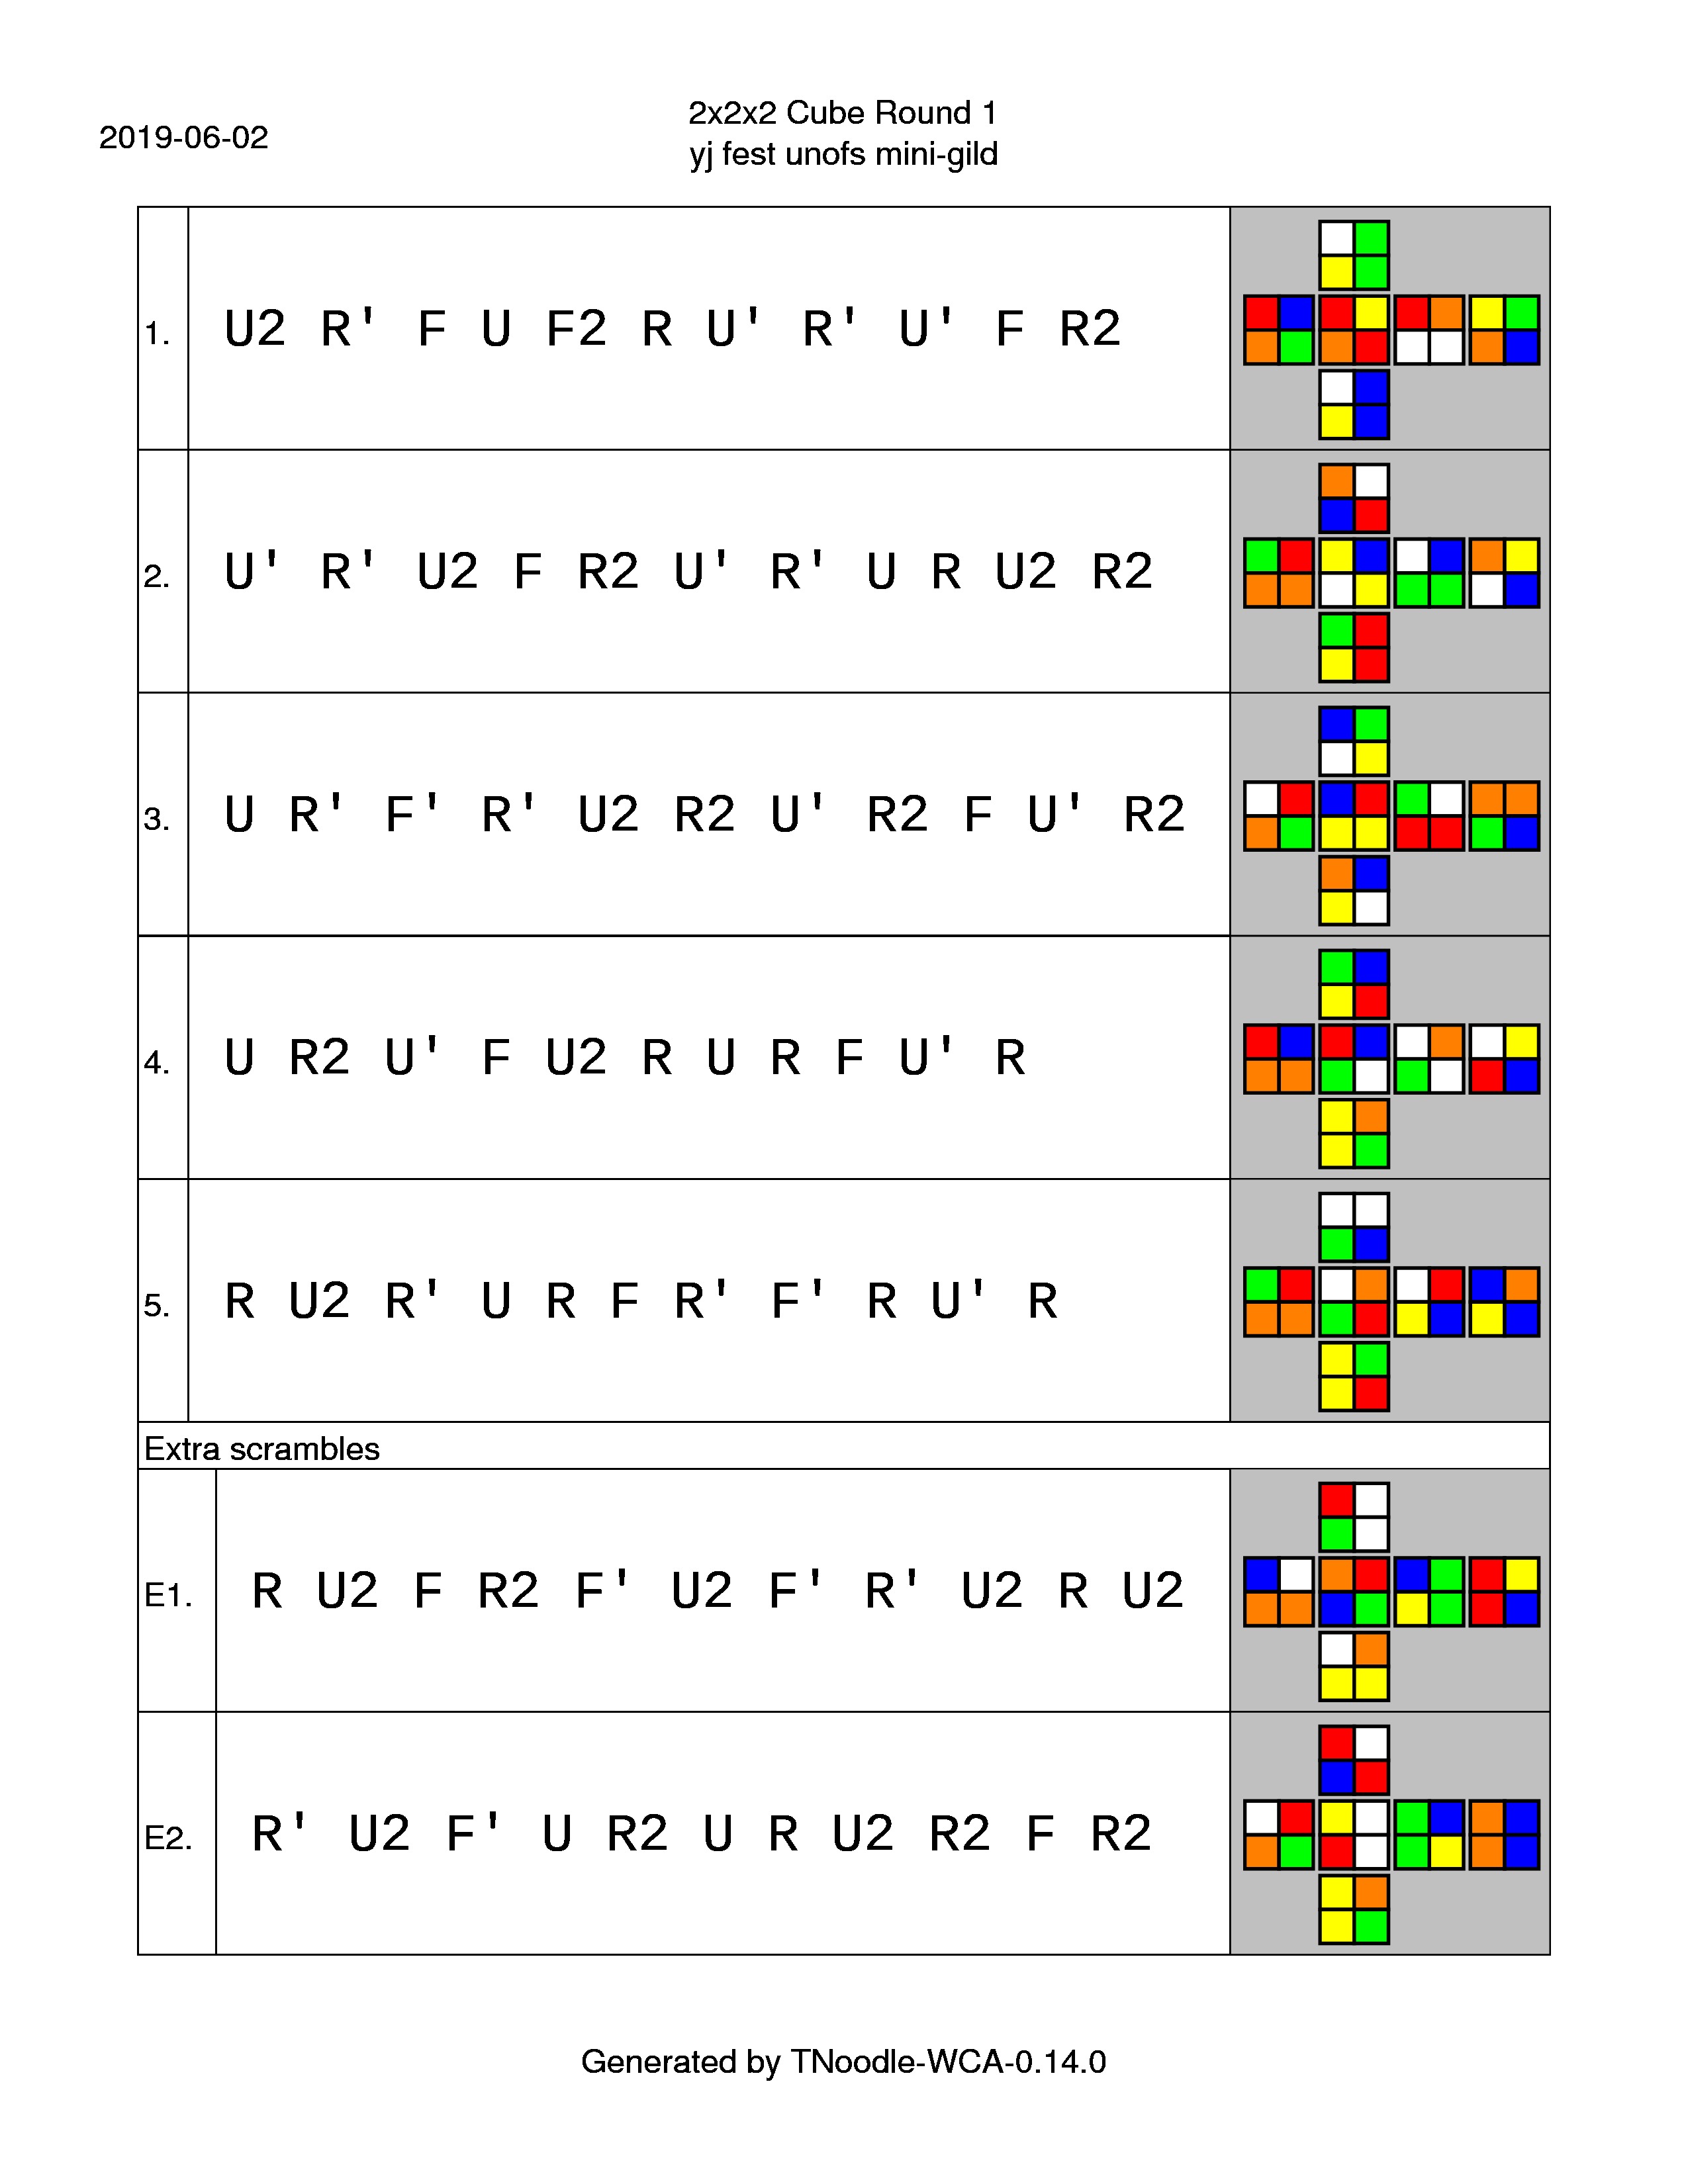 2019-06-02
2x2x2 Cube Round 1
yj fest unofs mini-gild
1. U2 R' F U F2 R U' R' U' F R2
2. U' R' U2 F R2 U' R' U R U2 R2
3. U R' F' R' U2 R2 U' R2 F U' R2
4. U R2 U' F U2 R U R F U' R
5. R U2 R' U R F R' F' R U' R
Extra scrambles
E1. R U2 F R2 F' U2 F' R' U2 R U2
E2. R' U2 F' U R2 U R U2 R2 F R2
Generated by TNoodle-WCA-0.14.0